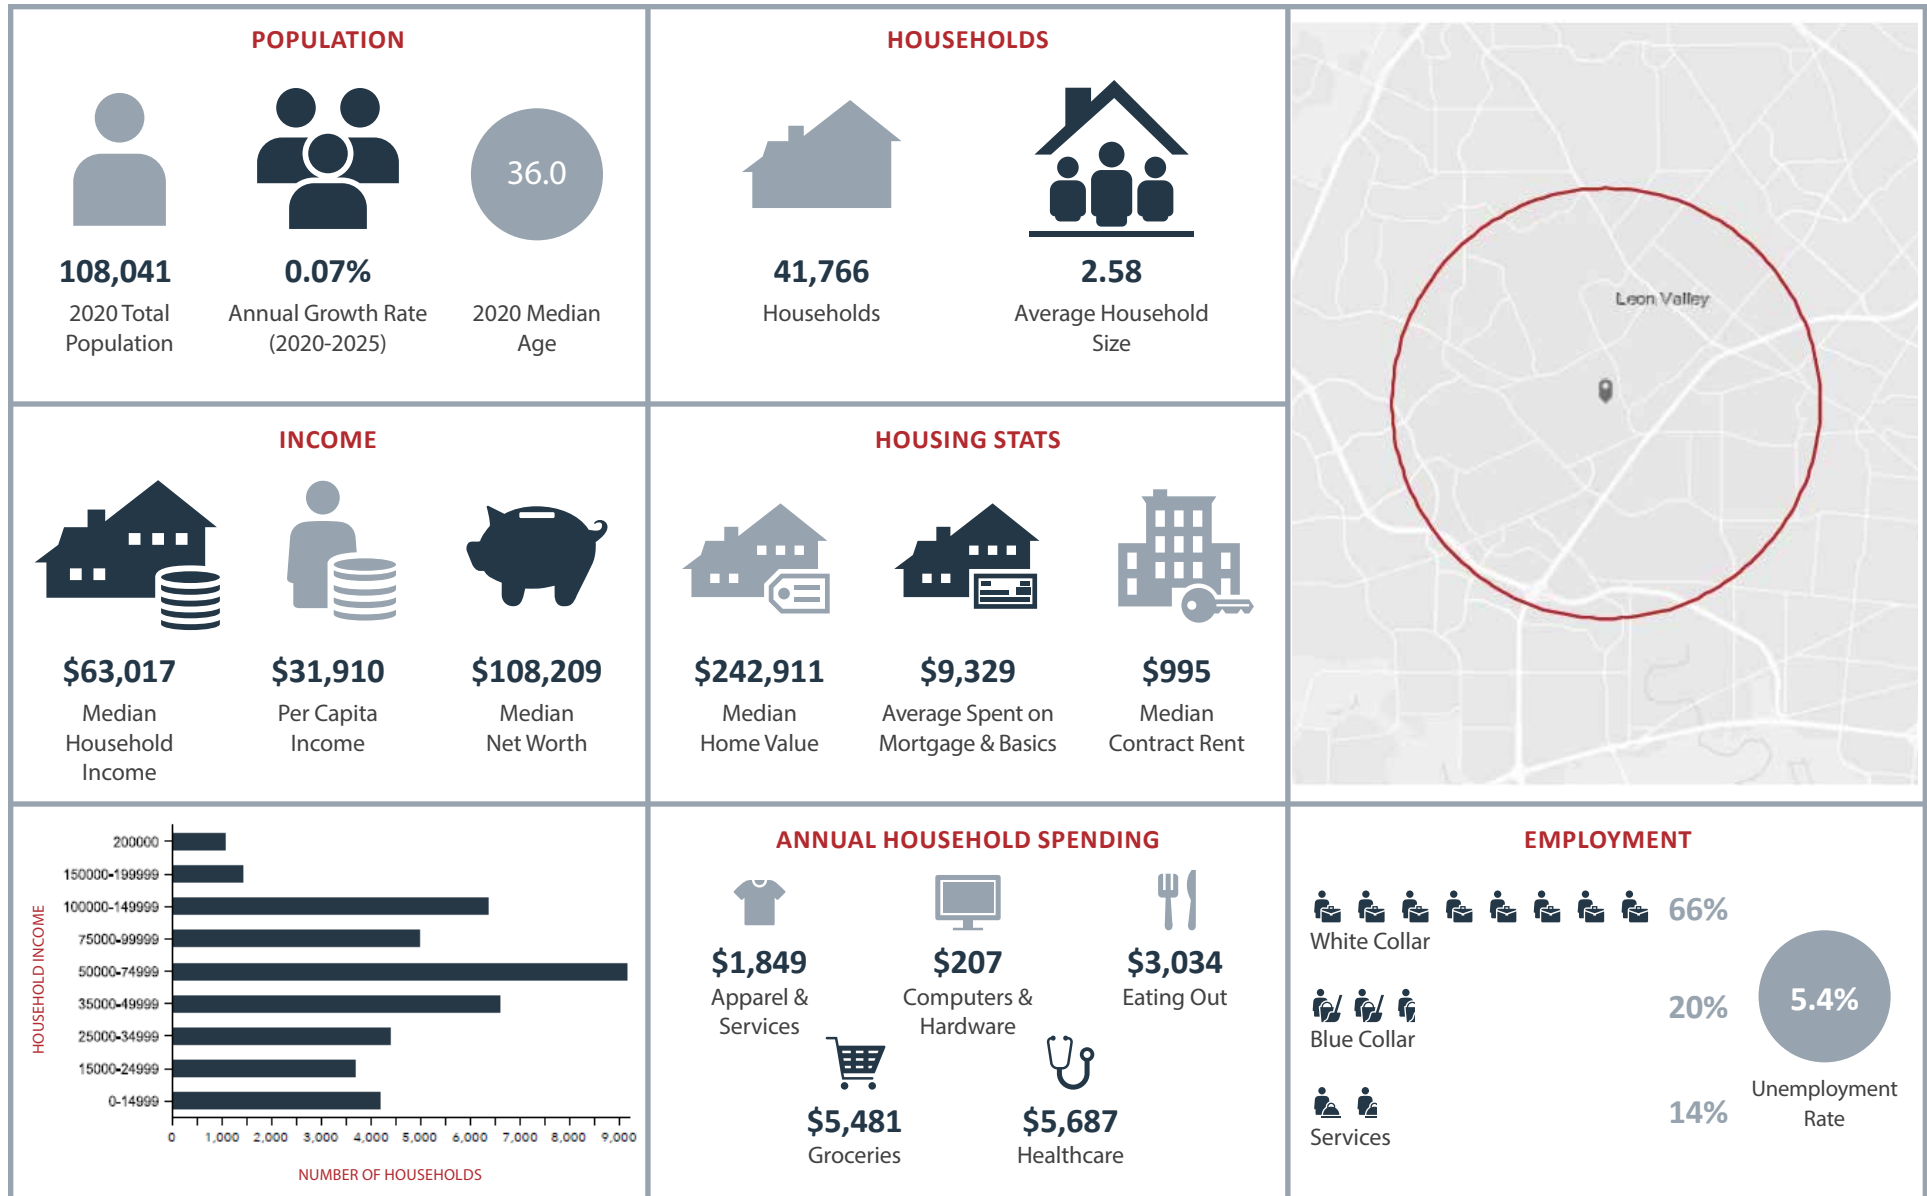 POPULATION
36.0
108,041
2020 Total
Population
0.07%
Annual Growth Rate
(2020-2025)
2020 Median
Age
HOUSEHOLDS
41,766
Households
2.58
Average Household
Size
Leon Valley
INCOME
$63,017
Median
Household
Income
$31,910
Per Capita
Income
$108,209
Median
Net Worth
HOUSING STATS
$242,911
Median
Home Value
$9,329
Average Spent on
Mortgage & Basics
$995
Median
Contract Rent
HOUSEHOLD INCOME
200000
150000-199999
100000-149999
75000-99999
50000-74999
35000-49999
25000-34999
15000-24999
0-14999
0 1,000 2,000 3,000 4,000 5,000 6,000 7,000 8,000 9,000
NUMBER OF HOUSEHOLDS
ANNUAL HOUSEHOLD SPENDING
$1,849
Apparel &
Services
$207
Computers &
Hardware
$3,034
Eating Out
$5,481
Groceries
$5,687
Healthcare
EMPLOYMENT
66%
White Collar
20%
Blue Collar
14%
Services
5.4%
Unemployment
Rate